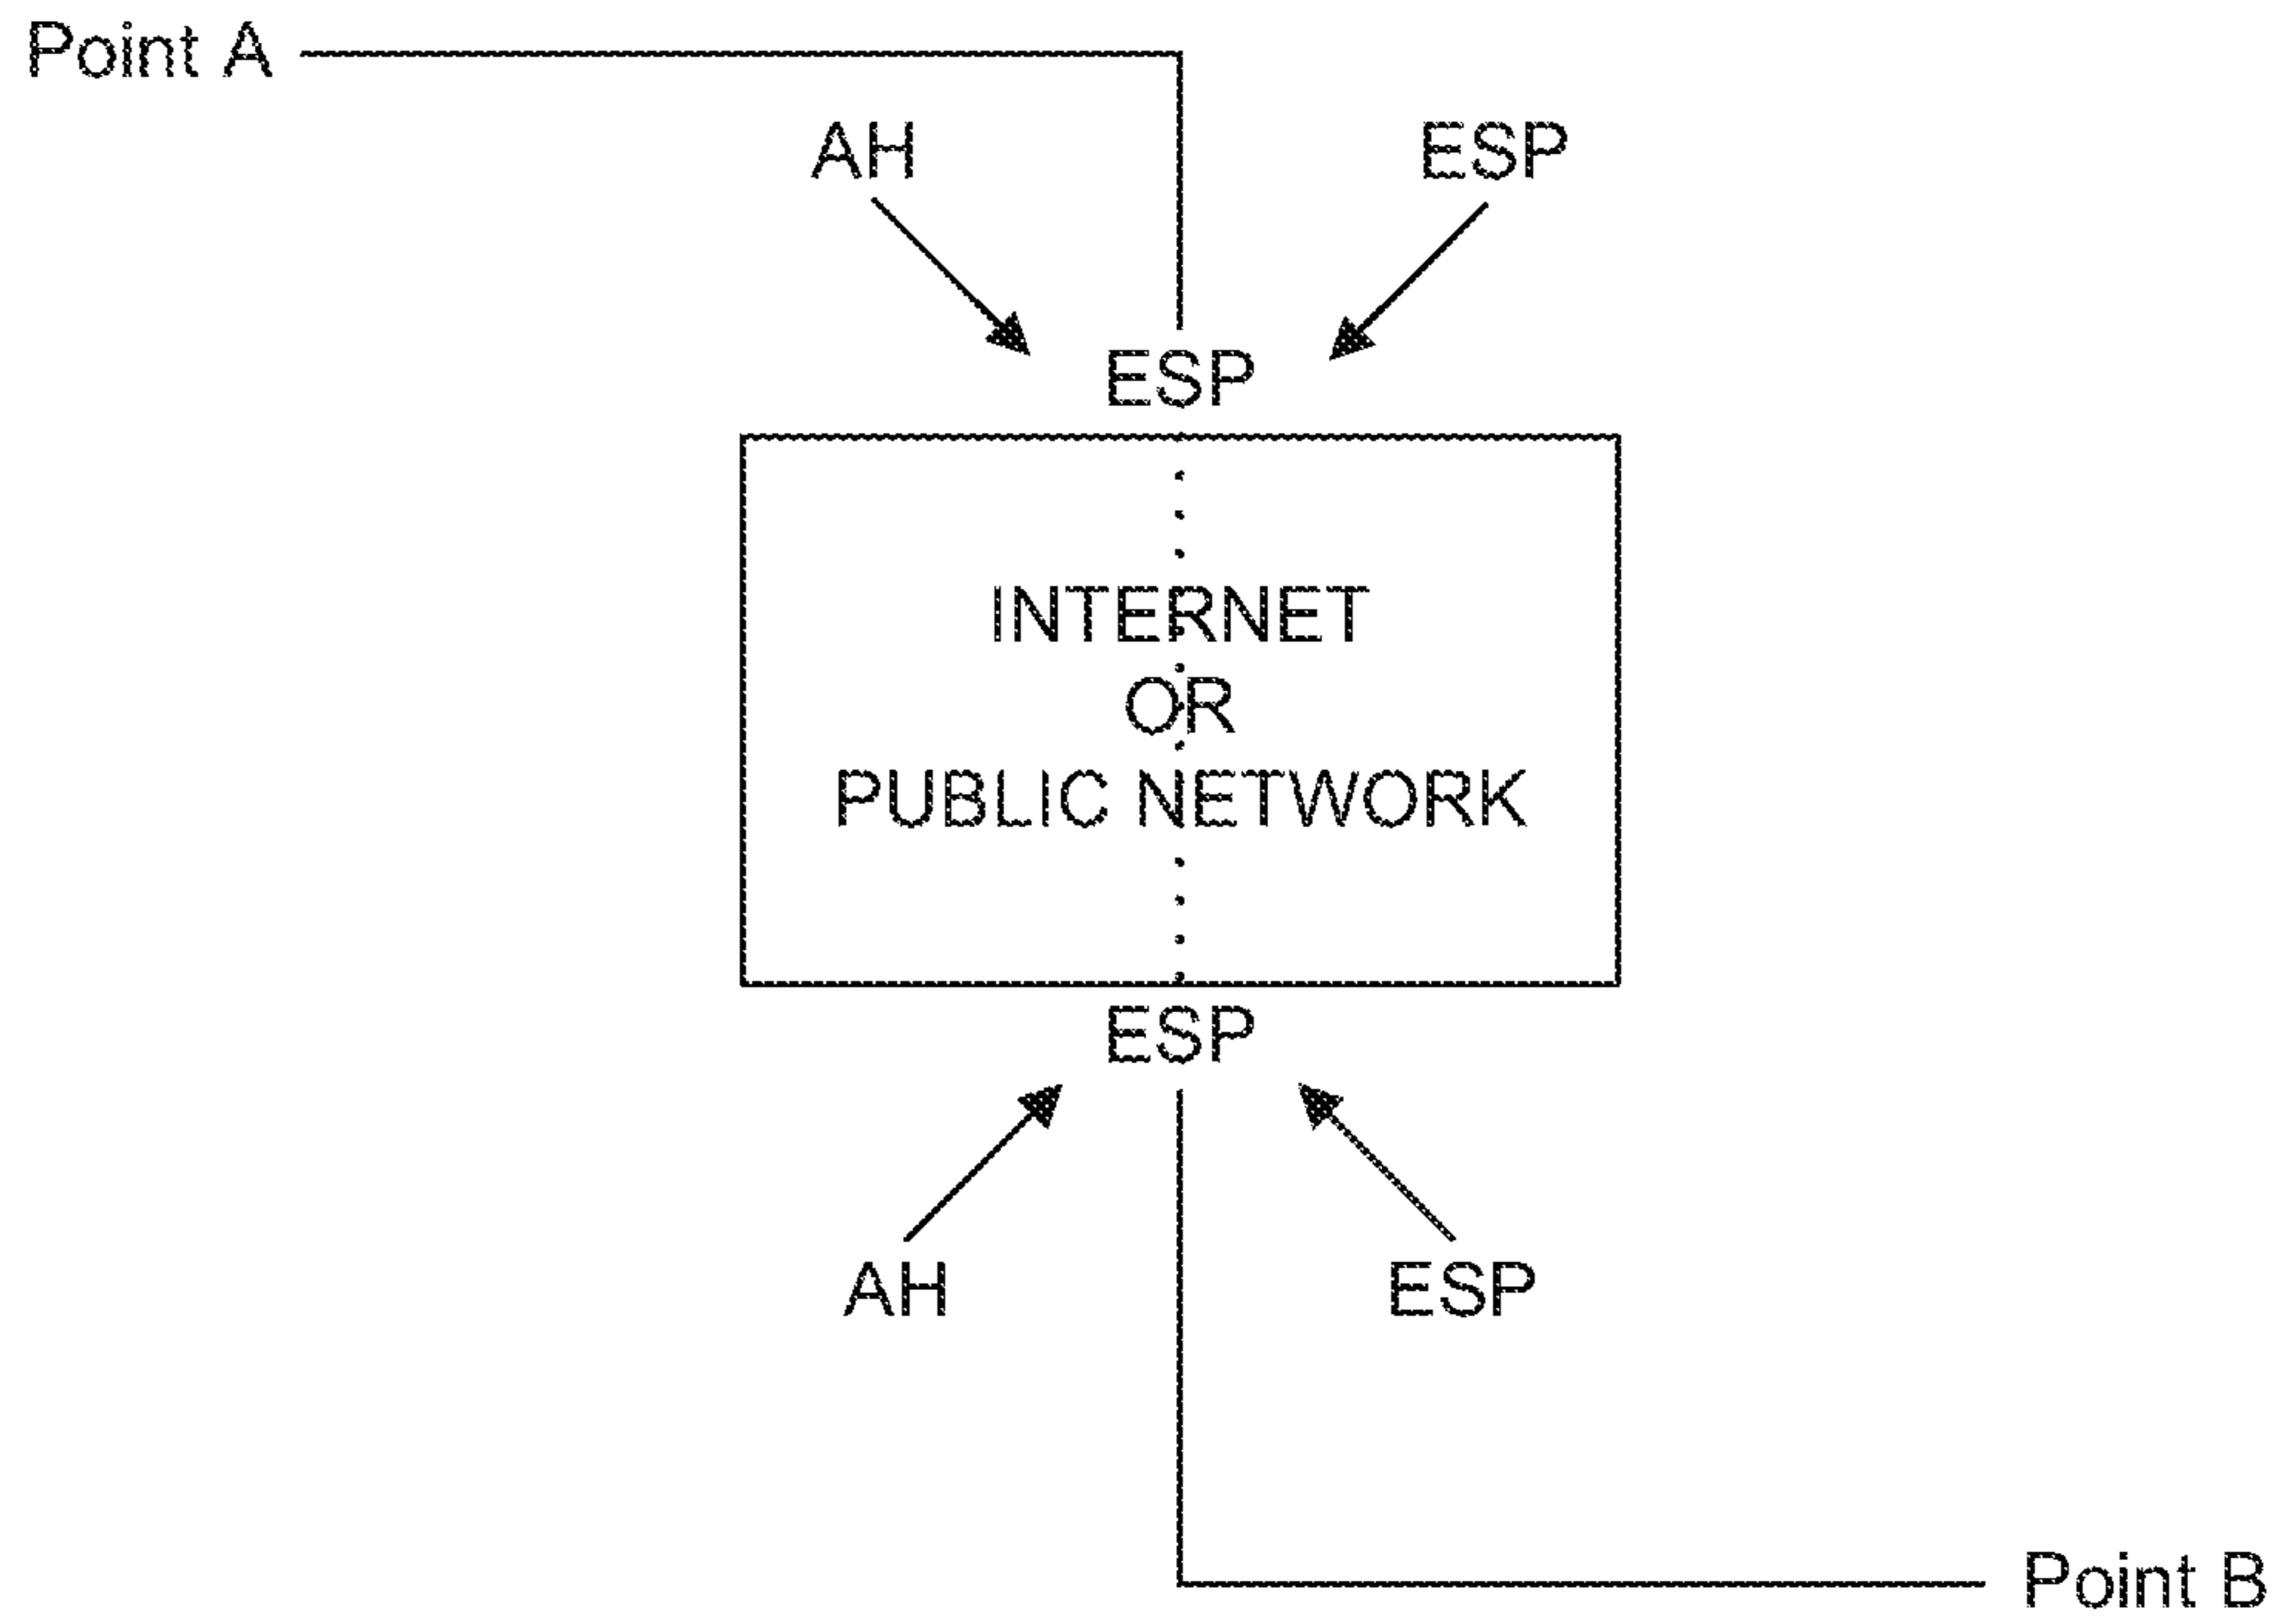 Point A
AH
ESP
ESP
INTERNET
OR
PUBLIC NETWORK
ESP
AH
ESP
Point B